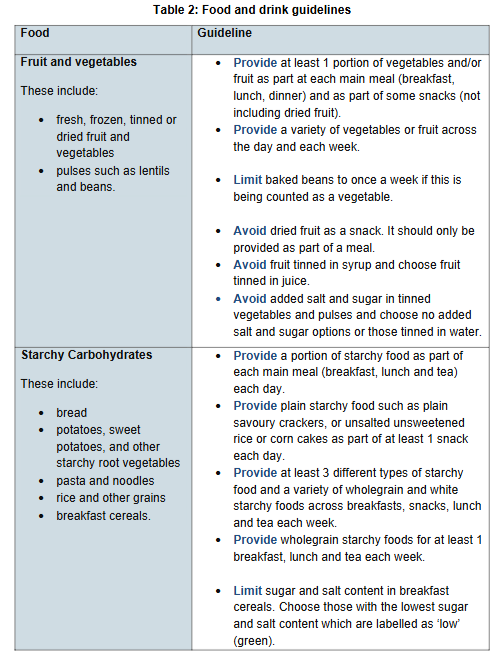 Table 2: Food and drink guidelines
Food
Guideline
Fruit and vegetables
These include:
• fresh, frozen, tinned or
dried fruit and
vegetables
• pulses such as lentils
and beans.
• Provide at least 1 portion of vegetables and/or
fruit as part at each main meal (breakfast,
lunch, dinner) and as part of some snacks (not
including dried fruit).
• Provide a variety of vegetables or fruit across
the day and each week.
• Limit baked beans to once a week if this is
being counted as a vegetable.
• Avoid dried fruit as a snack. It should only be
provided as part of a meal.
• Avoid fruit tinned in syrup and choose fruit
tinned in juice.
• Avoid added salt and sugar in tinned
vegetables and pulses and choose no added
salt and sugar options or those tinned in water.
Starchy Carbohydrates
These include:
• bread
• potatoes, sweet
potatoes, and other
starchy root vegetables
• pasta and noodles
• rice and other grains
• breakfast cereals.
• Provide a portion of starchy food as part of
each main meal (breakfast, lunch and tea)
each day.
• Provide plain starchy food such as plain
savoury crackers, or unsalted unsweetened
rice or corn cakes as part of at least 1 snack
each day.
• Provide at least 3 different types of starchy
food and a variety of wholegrain and white
starchy foods across breakfasts, snacks, lunch
and tea each week.
• Provide wholegrain starchy foods for at least 1
breakfast, lunch and tea each week.
• Limit sugar and salt content in breakfast
cereals. Choose those with the lowest sugar
and salt content which are labelled as ‘low’
(green).